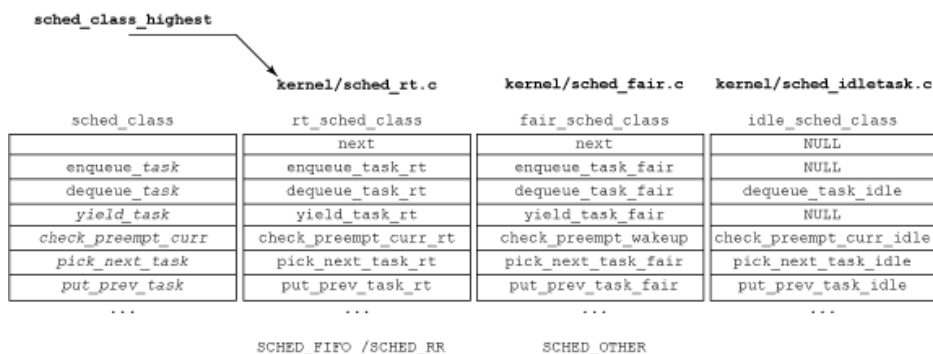 sched_class_highest
kernel/sched_rt.c kernel/sched_fair.c kernel/sched_idletask.c
sched_class rt_sched_class fair_sched_class idle_sched_class
next next NULL
enqueue_task enqueue_task_rt enqueue_task_fair NULL
dequeue_task dequeue_task_rt dequeue_task_fair dequeue_task_idle
yield_task yield_task_rt yield_task_fair NULL
check_preempt_curr check_preempt_curr_rt check_preempt_wakeup check_preempt_curr_idle
pick_next_task pick_next_task_rt pick_next_task_fair pick_next_task_idle
put_prev_task put_prev_task_rt put_prev_task_fair put_prev_task_idle
... ... ... ...
SCHED_FIFO /SCHED_RR SCHED_OTHER